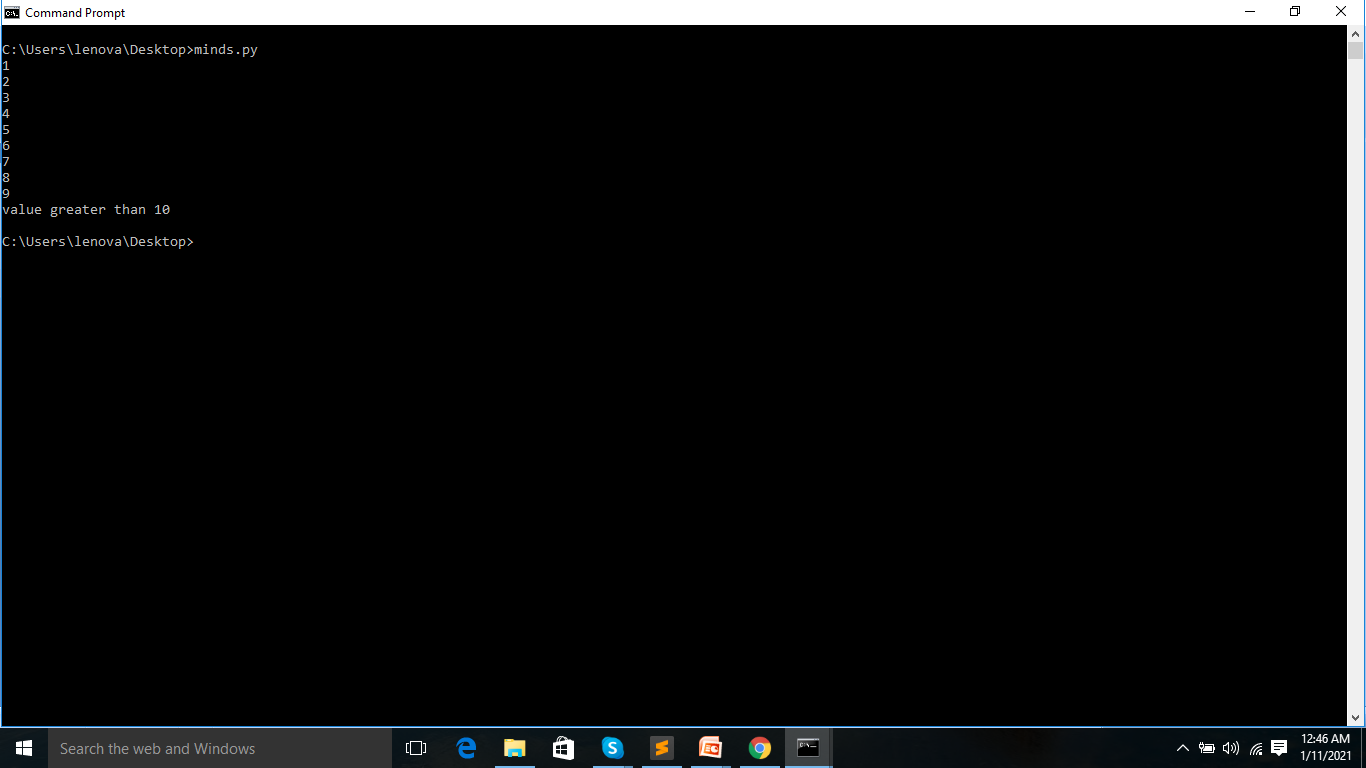 Command Prompt
C:\Users\lenova\Desktop>minds.py
1
2
3
4
5
6
7
8
9
value greater than 10
C:\Users\lenova\Desktop>
Search the web and Windows
12:46 AM
1/11/2021